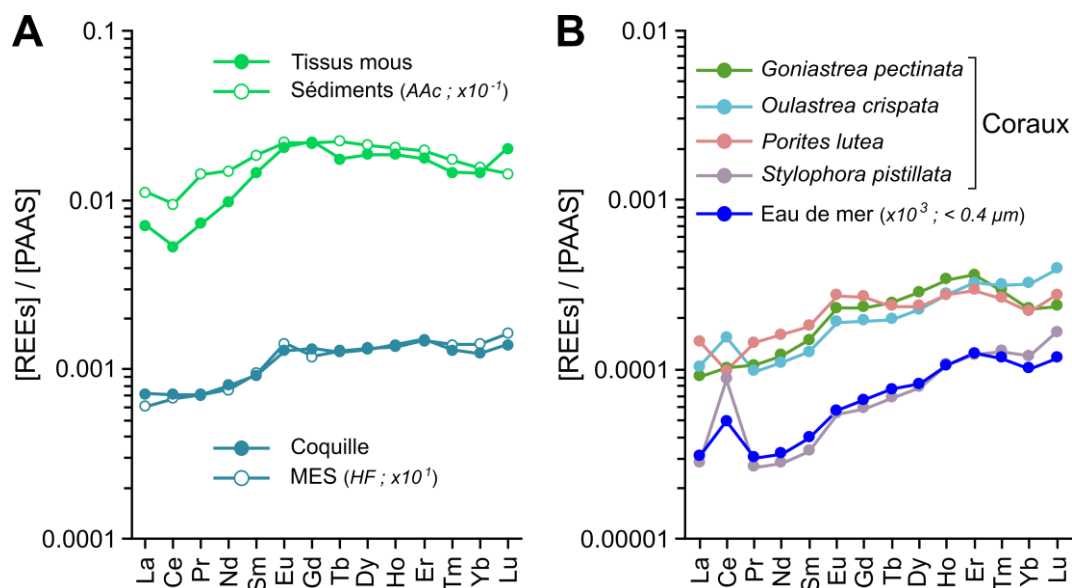 A
[REEs] / [PAAS]
0.1
0.01
0.001
0.0001
Tissus mous
Sédiments (AAc ; x10⁻¹)
Coquille
MES (HF ; x10¹)
La Ce Pr Nd Sm Eu Gd Tb Dy Ho Er Tm Yb Lu
B
[REEs] / [PAAS]
0.01
0.001
0.0001
0.00001
Goniastrea pectinata
Oulastrea crispata
Porites lutea
Stylophora pistillata
Coraux
Eau de mer (x10³ ; < 0.4 µm)
La Ce Pr Nd Sm Eu Gd Tb Dy Ho Er Tm Yb Lu